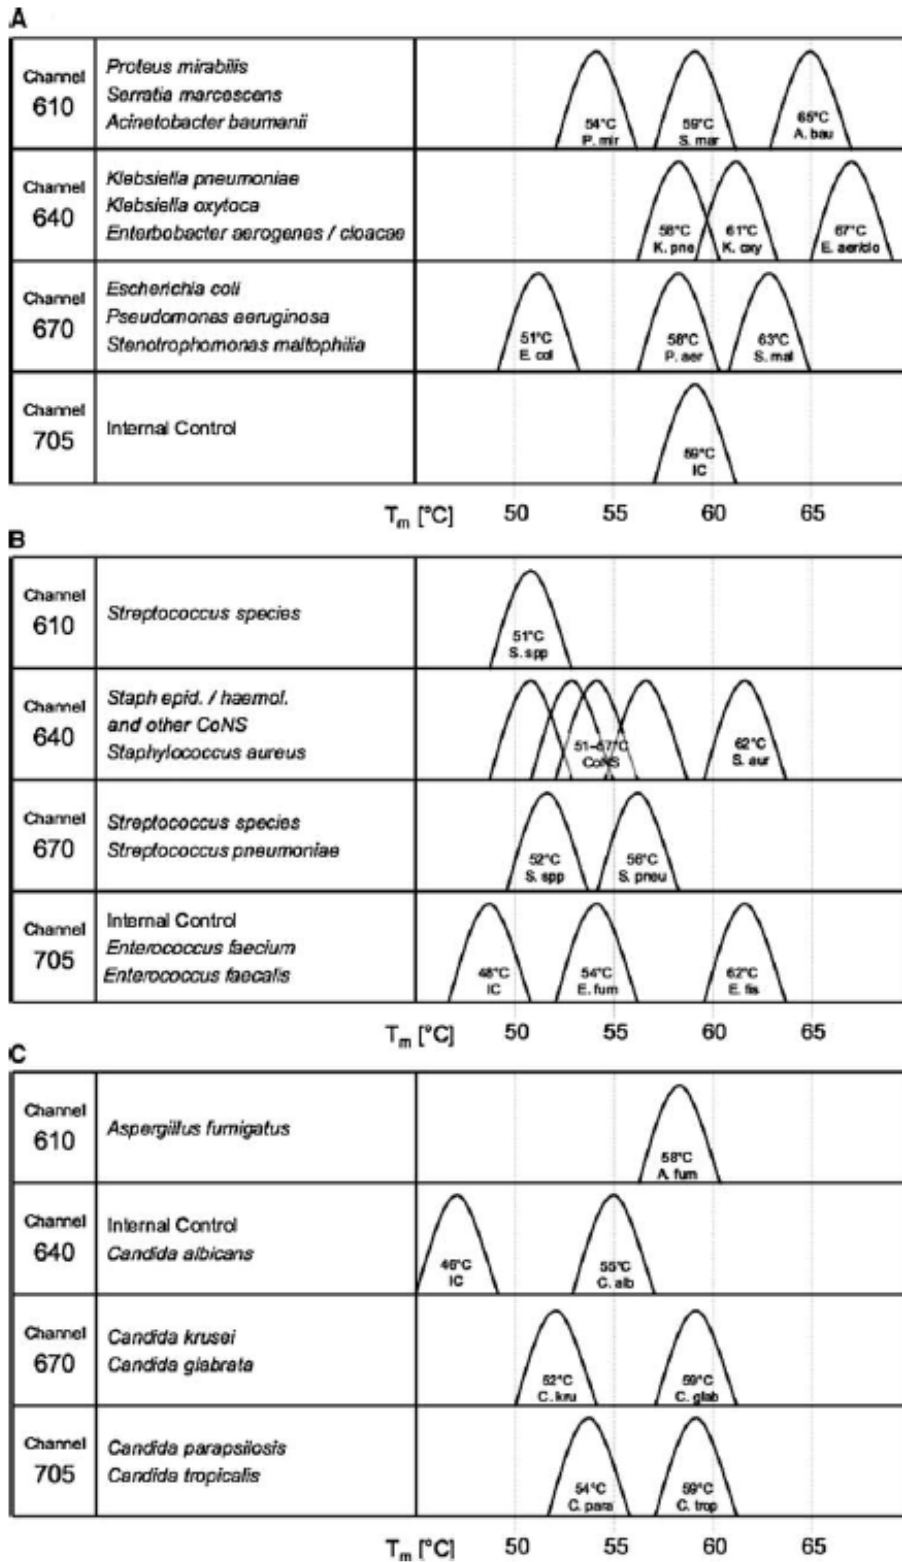 A
Channel
610
Proteus mirabilis
Serratia marcescens
Acinetobacter baumanii
54°C
P. mir
59°C
S. mar
65°C
A. bau
Channel
640
Klebsiella pneumoniae
Klebsiella oxytoca
Enterbobacter aerogenes / cloacae
58°C
K. pne
61°C
K. oxy
67°C
E. aer/clo
Channel
670
Escherichia coli
Pseudomonas aeruginosa
Stenotrophomonas maltophilia
51°C
E. col
58°C
P. aer
63°C
S. mal
Channel
705
Internal Control
59°C
IC
Tm [°C] 50 55 60 65
B
Channel
610
Streptococcus species
51°C
S. spp
Channel
640
Staph epid. / haemol.
and other CoNS
Staphylococcus aureus
51-57°C
CoNS
62°C
S. aur
Channel
670
Streptococcus species
Streptococcus pneumoniae
52°C
S. spp
56°C
S. pneu
Channel
705
Internal Control
Enterococcus faecium
Enterococcus faecalis
48°C
IC
54°C
E. fum
62°C
E. fis
Tm [°C] 50 55 60 65
C
Channel
610
Aspergillus fumigatus
58°C
A. fum
Channel
640
Internal Control
Candida albicans
46°C
IC
55°C
C. alb
Channel
670
Candida krusei
Candida glabrata
52°C
C. kru
59°C
C. glab
Channel
705
Candida parapsilosis
Candida tropicalis
54°C
C. para
59°C
C. trop
Tm [°C] 50 55 60 65